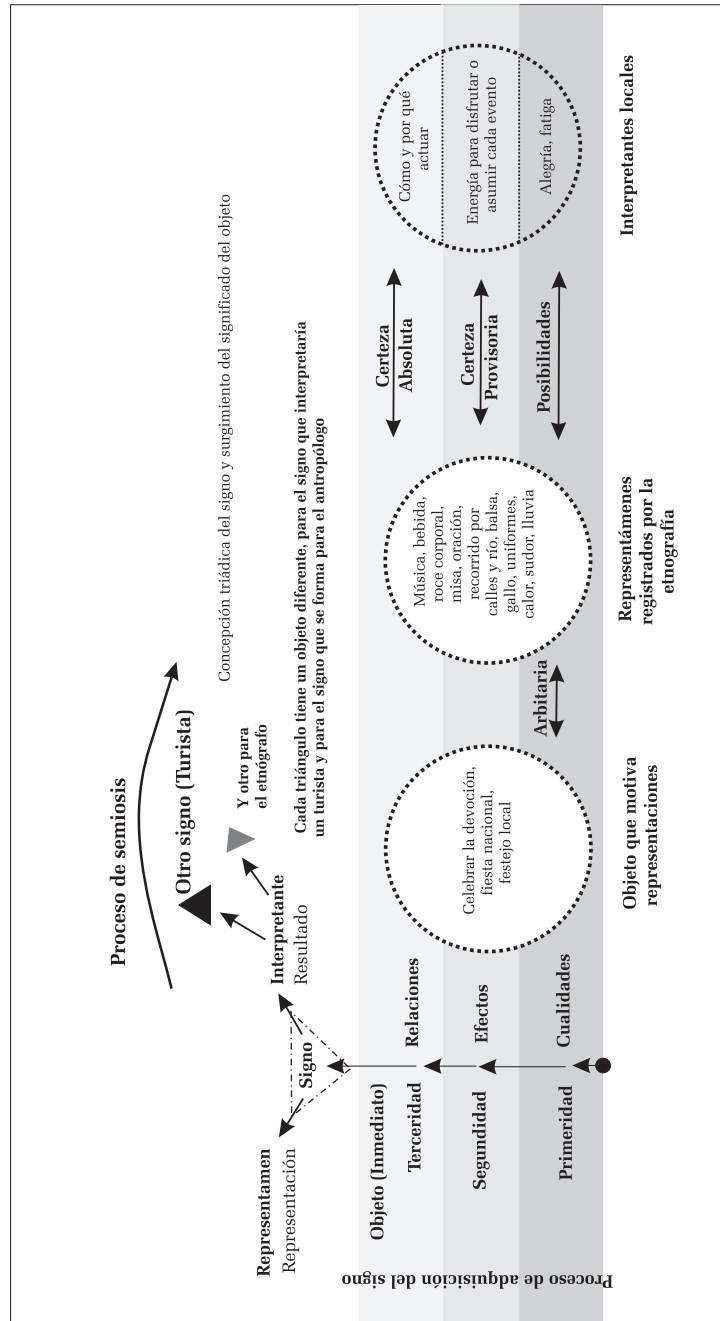 Proceso de semiosis
Otro signo (Turista)
Y otro para
el etnógrafo
Concepción triádica del signo y surgimiento del significado del objeto
Representamen
Representación
Signo
Interpretante
Resultado
Cada triángulo tiene un objeto diferente, para el signo que interpretaría
un turista y para el signo que se forma para el antropólogo
Objeto (Inmediato)
Terceridad
Relaciones
Segundidad
Efectos
Primeridad
Cualidades
Proceso de adquisición del signo
Celebrar la devoción,
fiesta nacional,
festejo local
Objeto que motiva
representaciones
Arbitaria
Música, bebida,
roce corporal,
misa, oración,
recorrido por
calles y río, balsa,
gallo, uniformes,
calor, sudor, lluvia
Representámenes
registrados por la
etnografía
Certeza
Absoluta
Certeza
Provisoria
Posibilidades
Cómo y por qué
actuar
Energía para disfrutar o
asumir cada evento
Alegría, fatiga
Interpretantes locales